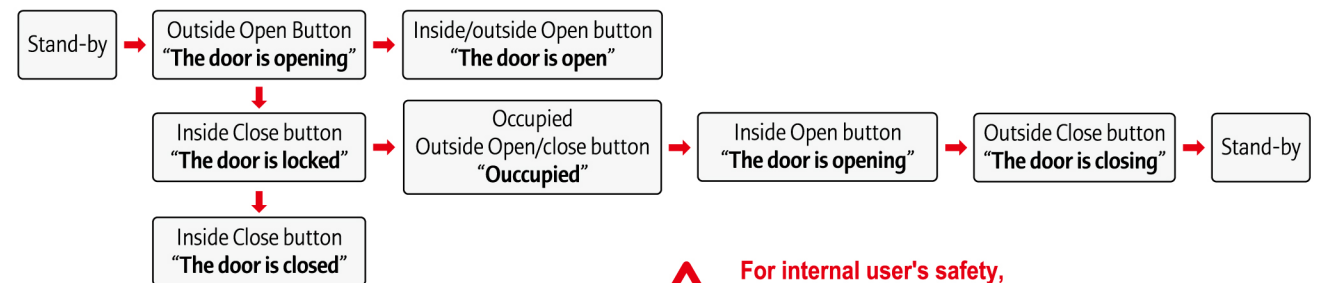 Stand-by
Outside Open Button
“The door is opening”
Inside/outside Open button
“The door is open”
Inside Close button
“The door is locked”
Occupied
Outside Open/close button
“Ouccupied”
Inside Open button
“The door is opening”
Outside Close button
“The door is closing”
Stand-by
Inside Close button
“The door is closed”
For internal user's safety,